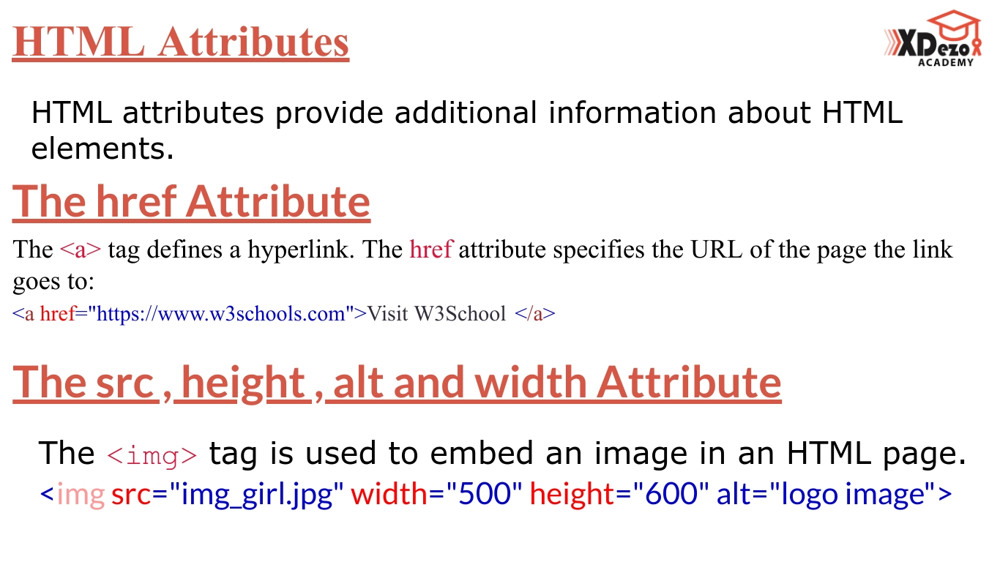 HTML Attributes
XDezo
ACADEMY
HTML attributes provide additional information about HTML
elements.
The href Attribute
The <a> tag defines a hyperlink. The href attribute specifies the URL of the page the link
goes to:
<a href="https://www.w3schools.com">Visit W3School </a>
The src , height , alt and width Attribute
The <img> tag is used to embed an image in an HTML page.
<img src="img_girl.jpg" width="500" height="600" alt="logo image">